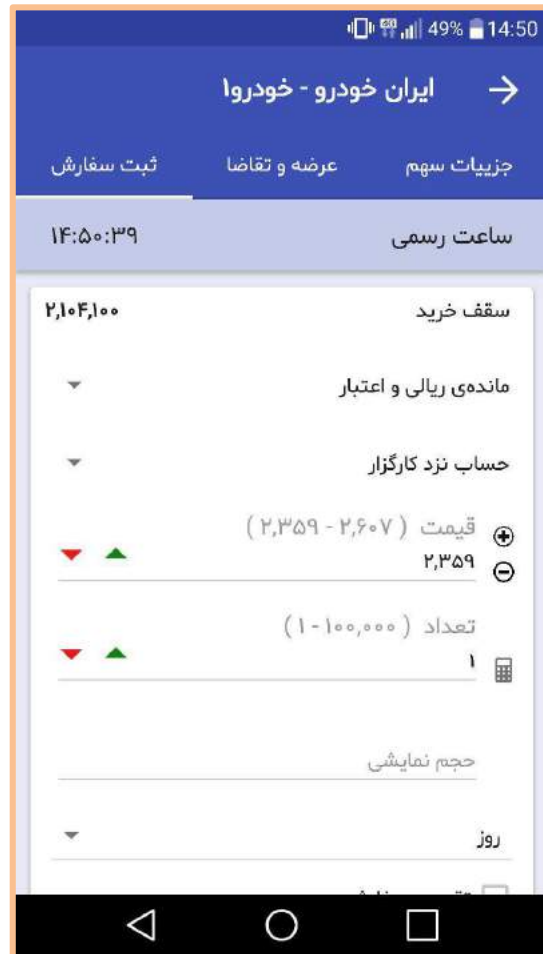 49% 14:50
ایران خودرو - خودرو۱
جزییات سهم عرضه و تقاضا ثبت سفارش
ساعت رسمی ۱۴:۵۰:۳۹
سقف خرید ۲,۱۰۴,۱۰۰
مانده‌ی ریالی و اعتبار
حساب نزد کارگزار
قیمت ( ۲,۶۰۷ - ۲,۳۵۹ )
۲,۳۵۹
تعداد ( ۱۰۰,۰۰۰ - ۱ )
۱
حجم نمایشی
روز